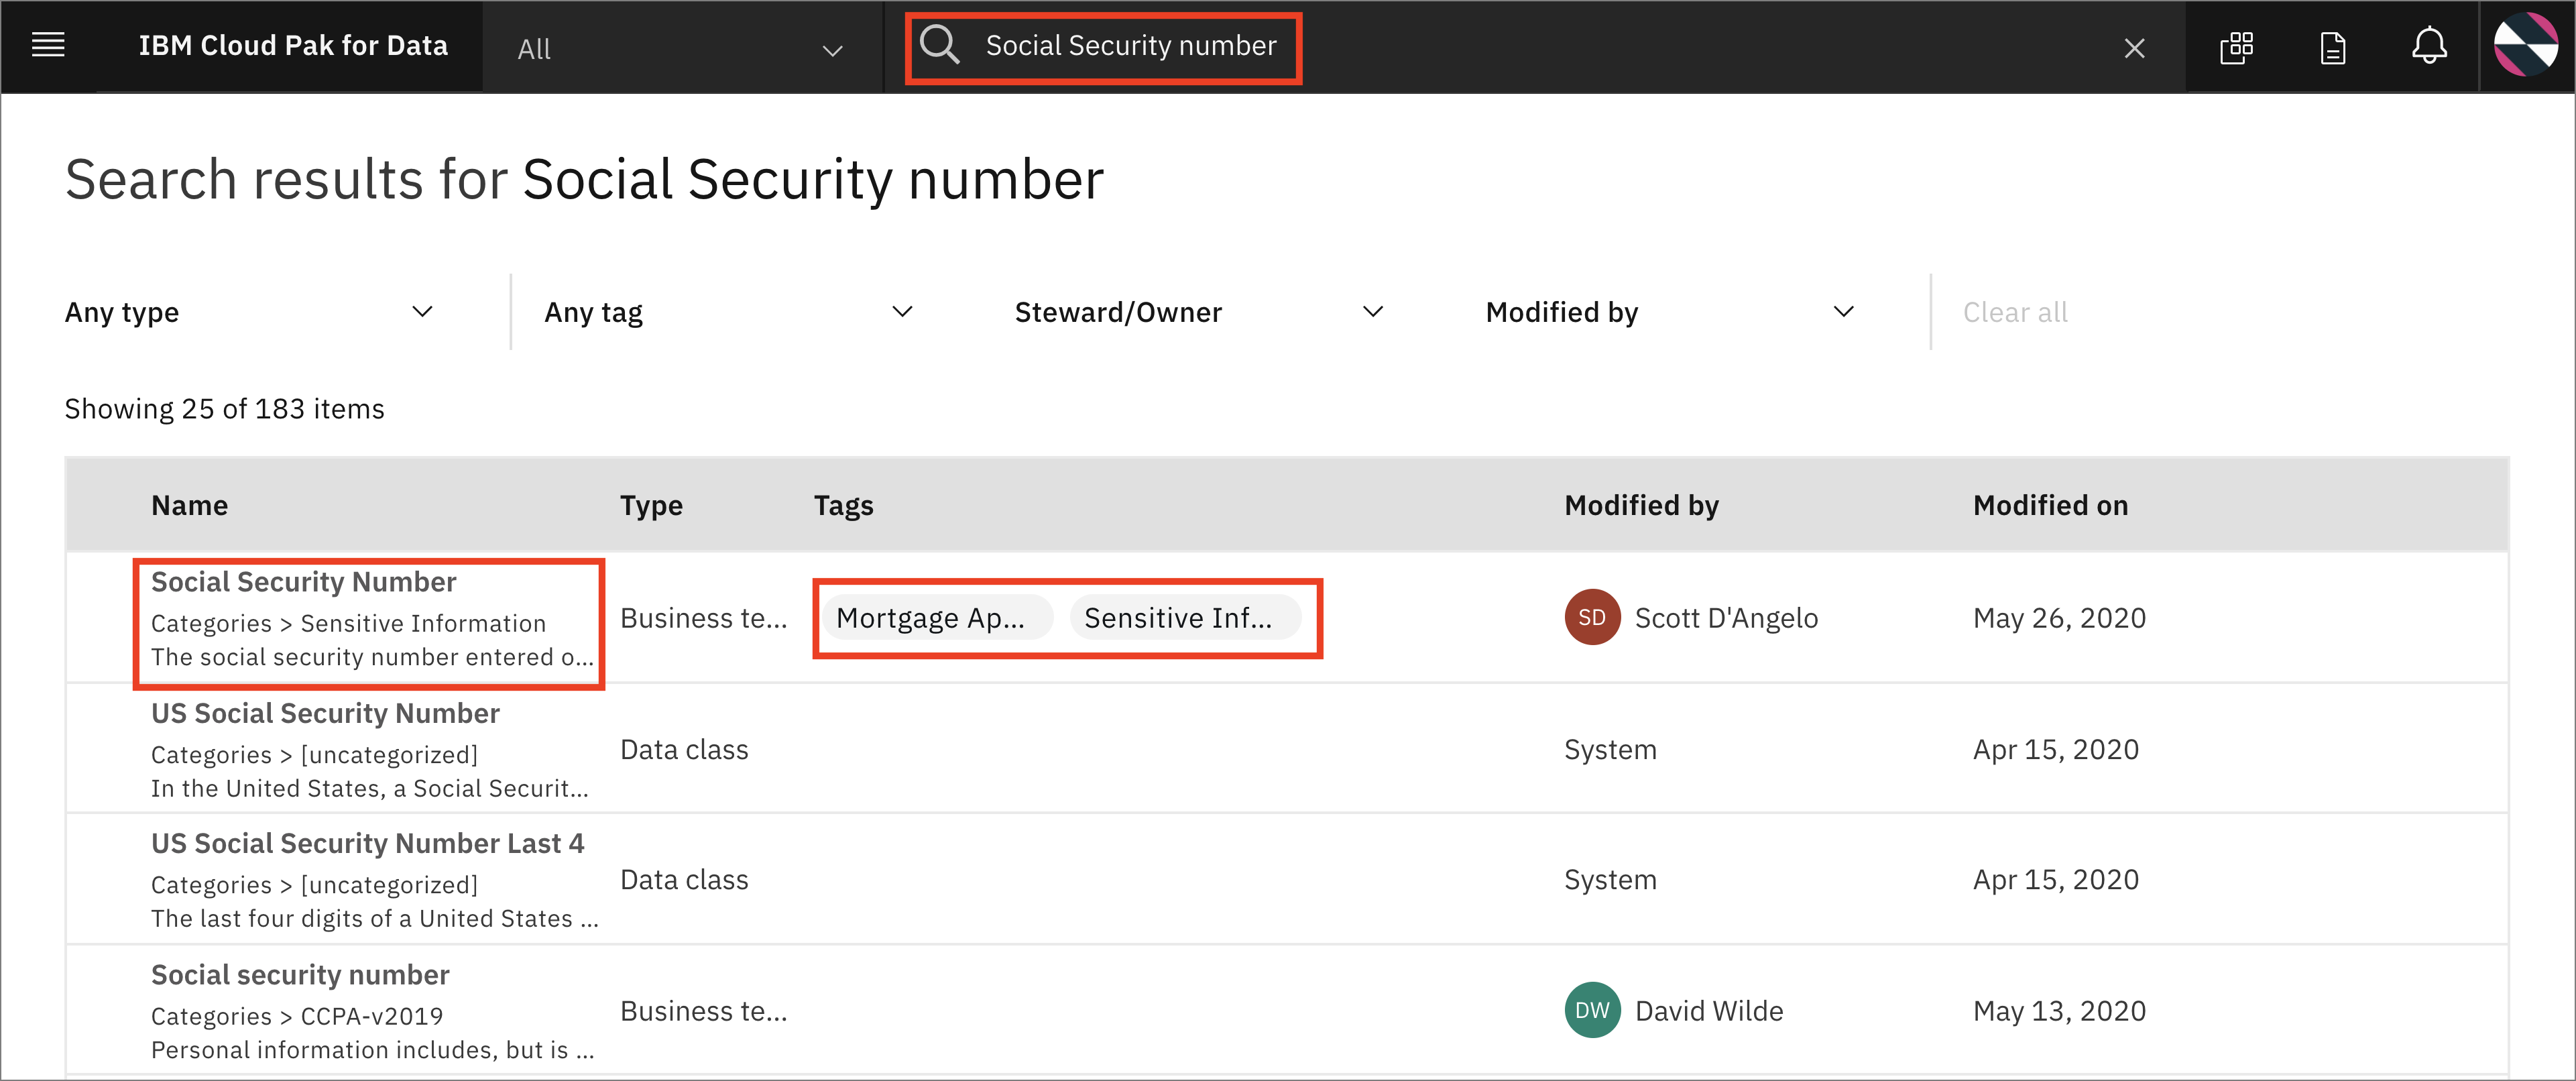 IBM Cloud Pak for Data
All
Social Security number
Search results for Social Security number
Any type
Any tag
Steward/Owner
Modified by
Clear all
Showing 25 of 183 items
Name Type Tags Modified by Modified on
Social Security Number
Categories > Sensitive Information
The social security number entered o...
Business te...
Mortgage Ap...
Sensitive Inf...
SD
Scott D'Angelo
May 26, 2020
US Social Security Number
Categories > [uncategorized]
In the United States, a Social Securit...
Data class
System
Apr 15, 2020
US Social Security Number Last 4
Categories > [uncategorized]
The last four digits of a United States ...
Data class
System
Apr 15, 2020
Social security number
Categories > CCPA-v2019
Personal information includes, but is ...
Business te...
DW
David Wilde
May 13, 2020